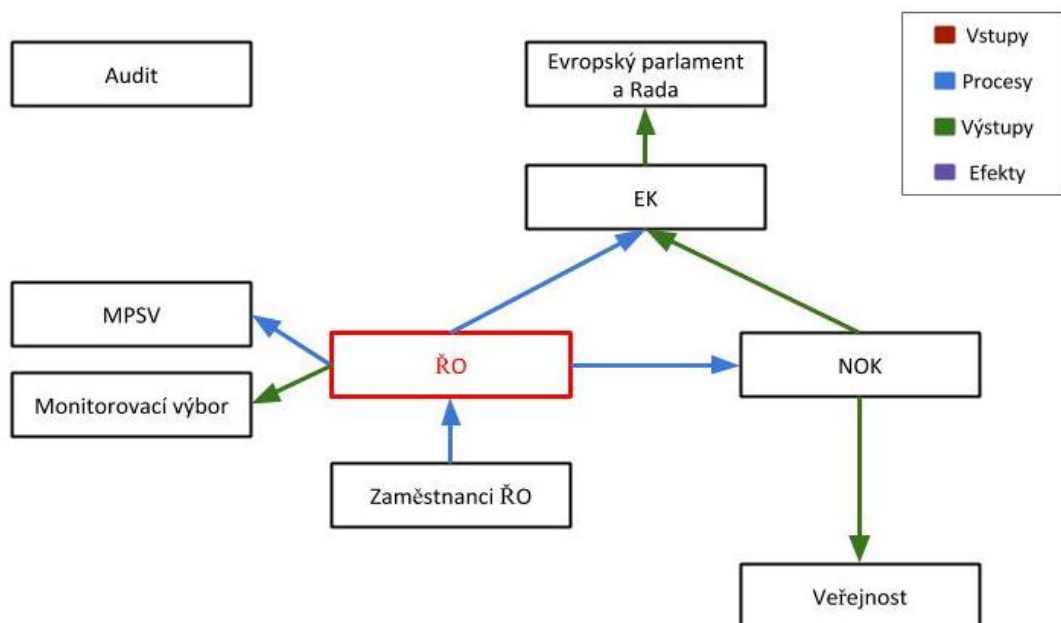 Audit
Evropský parlament
a Rada
Vstupy
Procesy
Výstupy
Efekty
EK
MPSV
ŘO
NOK
Monitorovací výbor
Zaměstnanci ŘO
Veřejnost